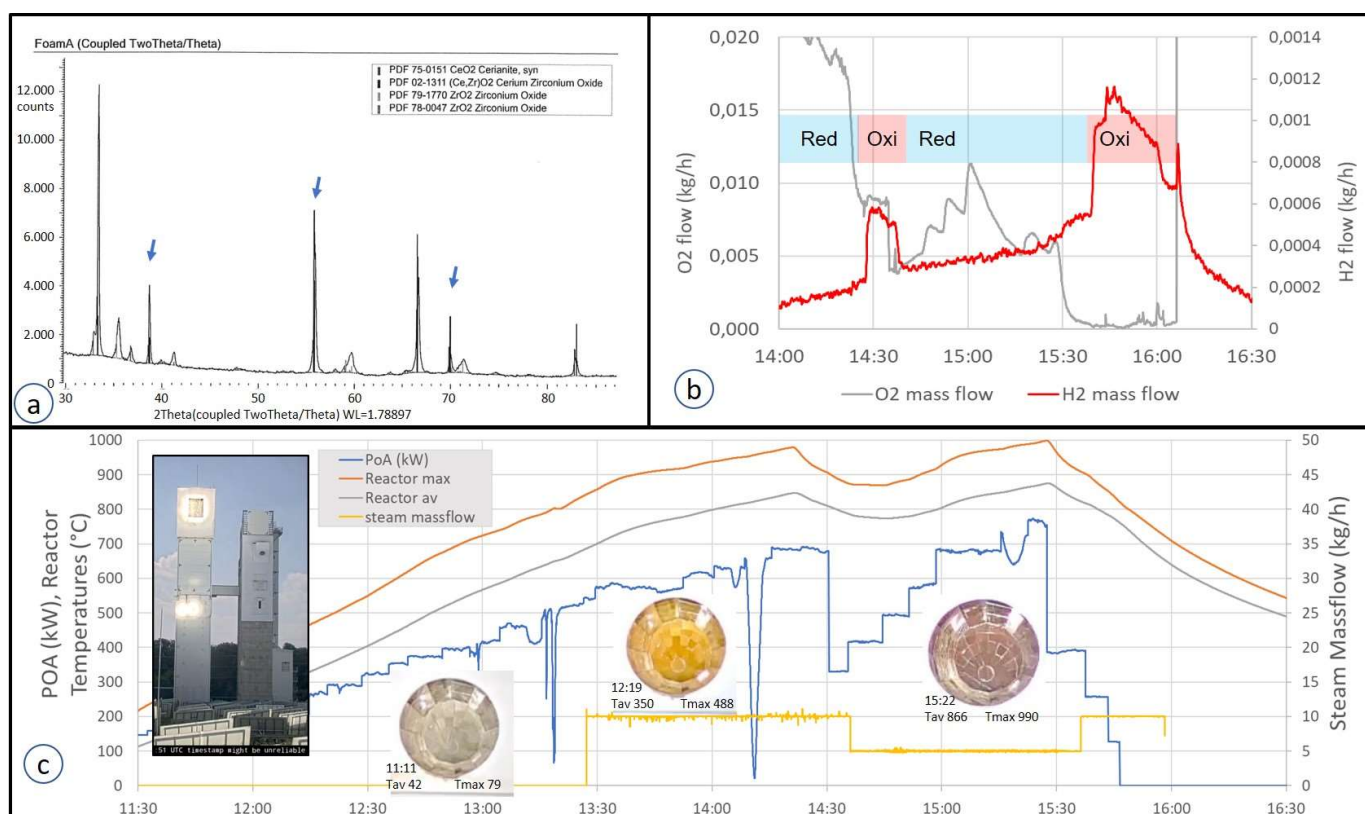 FoamA (Coupled TwoTheta/Theta)
PDF 75-0151 CeO2 Cerianite, syn
PDF 02-1311 (Ce,Zr)O2 Cerium Zirconium Oxide
PDF 79-1770 ZrO2 Zirconium Oxide
PDF 78-0047 ZrO2 Zirconium Oxide
12.000
counts
10.000
8.000
6.000
4.000
2.000
30 40 50 60 70 80
2Theta(coupled TwoTheta/Theta) WL=1.78897
a
0,020 0,0014
0,0012
0,015
0,001
Red Oxi Red Oxi
0,0008
0,010
0,0006
0,005
0,0004
0,0002
0,000 0
O2 flow (kg/h)
H2 flow (kg/h)
14:00 14:30 15:00 15:30 16:00 16:30
O2 mass flow H2 mass flow
b
1000 50
900 45
800 40
700 35
600 30
500 25
400 20
300 15
200 10
100 5
0 0
POA (kW), Reactor
Temperatures (°C)
Steam Massflow (kg/h)
PoA (kW)
Reactor max
Reactor av
steam massflow
51 UTC timestamp might be unreliable
11:11
Tav 42 Tmax 79
12:19
Tav 350 Tmax 488
15:22
Tav 866 Tmax 990
c
11:30 12:00 12:30 13:00 13:30 14:00 14:30 15:00 15:30 16:00 16:30